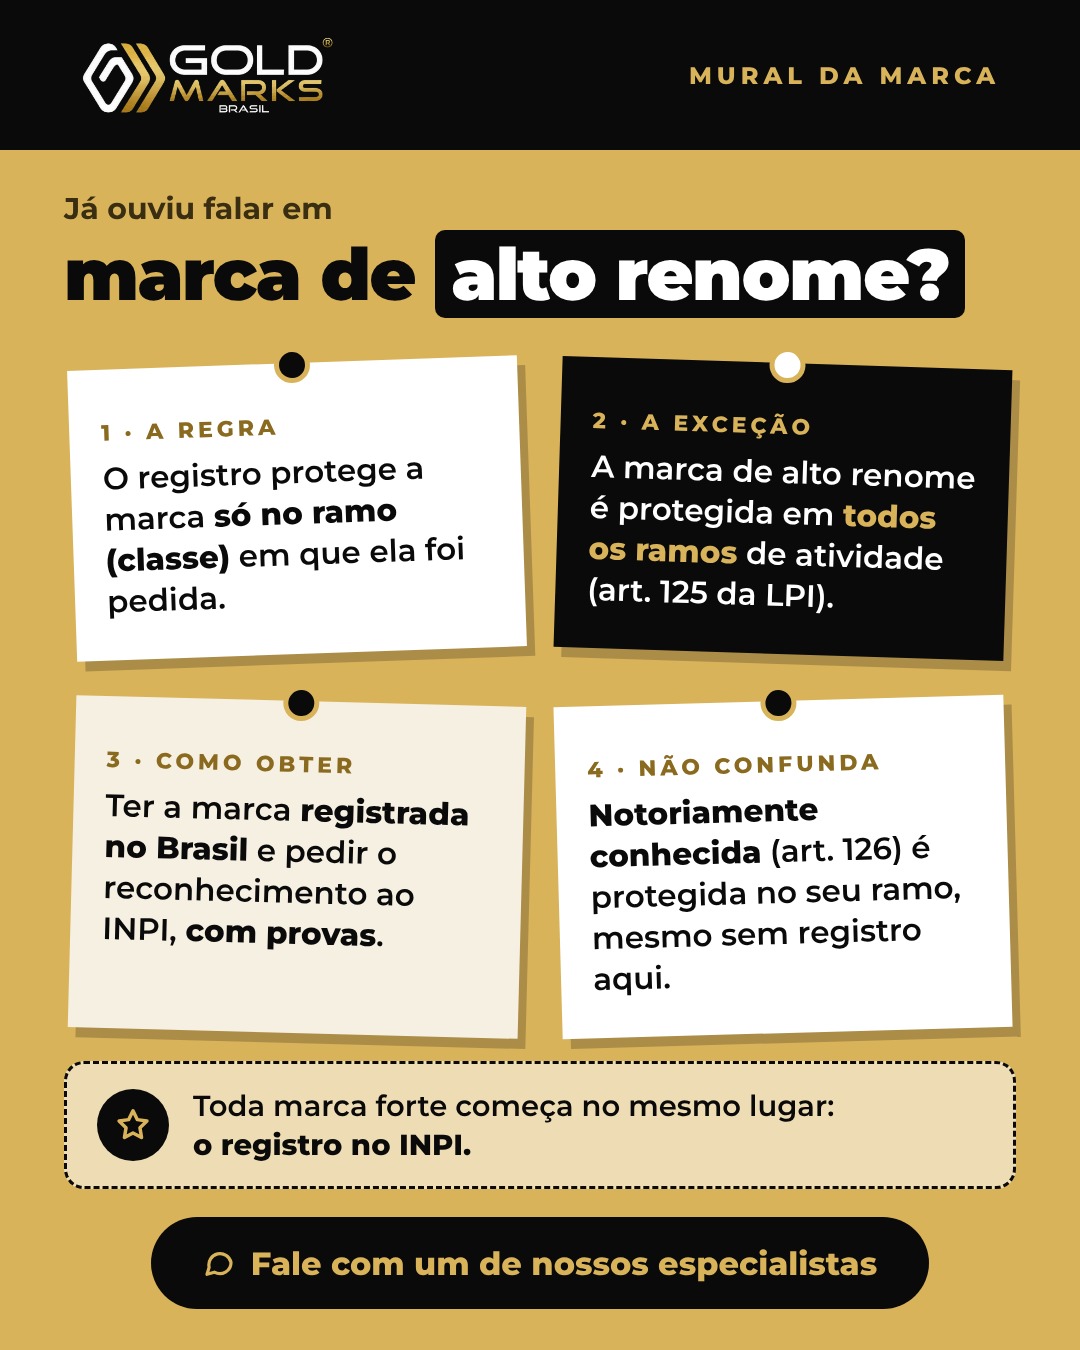 GOLD ®
MARKS
BRASIL
MURAL DA MARCA
Já ouviu falar em
marca de alto renome?
1 · A REGRA
O registro protege a
marca só no ramo
(classe) em que ela foi
pedida.
2 · A EXCEÇÃO
A marca de alto renome
é protegida em todos
os ramos de atividade
(art. 125 da LPI).
3 · COMO OBTER
Ter a marca registrada
no Brasil e pedir o
reconhecimento ao
INPI, com provas.
4 · NÃO CONFUNDA
Notoriamente
conhecida (art. 126) é
protegida no seu ramo,
mesmo sem registro
aqui.
Toda marca forte começa no mesmo lugar:
o registro no INPI.
Fale com um de nossos especialistas